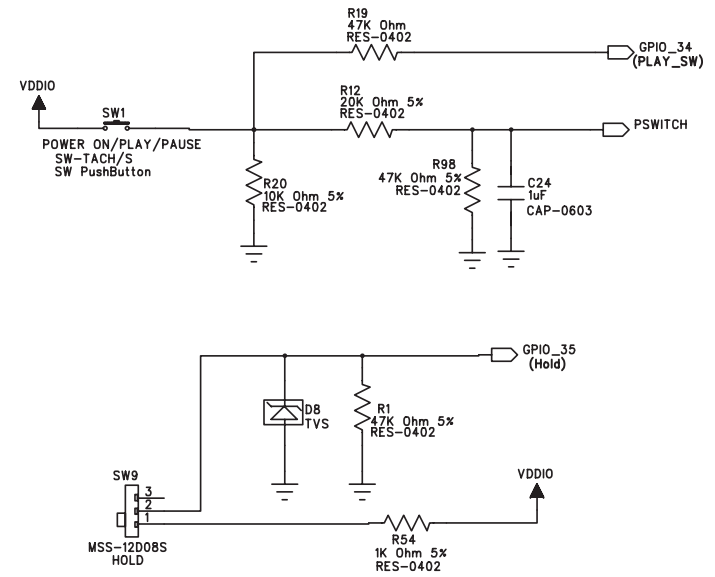 R19
47K Ohm
RES-0402
GPIO_34
(PLAY_SW)
VDDIO
SW1
R12
20K Ohm 5%
RES-0402
PSWITCH
POWER ON/PLAY/PAUSE
SW-TACH/S
SW PushButton
R20
10K Ohm 5%
RES-0402
R98
47K Ohm 5%
RES-0402
C24
1uF
CAP-0603
GPIO_35
(Hold)
D8
TVS
R1
47K Ohm 5%
RES-0402
SW9
3
2
1
MSS-12D08S
HOLD
VDDIO
R54
1K Ohm 5%
RES-0402